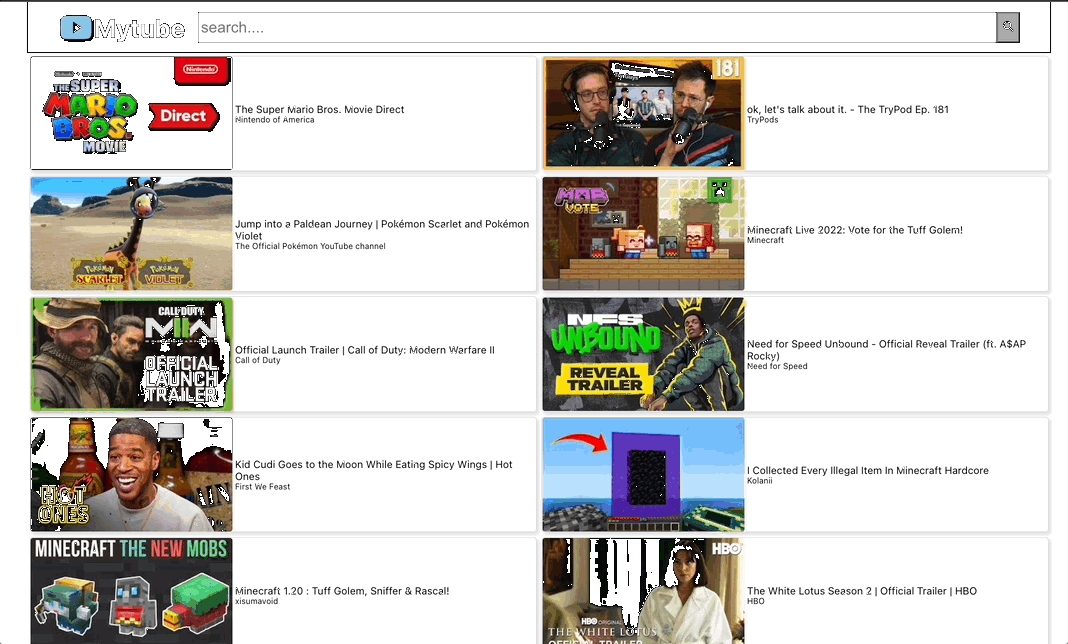 Mytube
search....
Nintendo
THE SUPER
MARIO
BROS.
MOVIE
Direct
The Super Mario Bros. Movie Direct
Nintendo of America
181
ok, let's talk about it. - The TryPod Ep. 181
TryPods
POKÉMON
SCARLET
POKÉMON
VIOLET
Jump into a Paldean Journey | Pokémon Scarlet and Pokémon
Violet
The Official Pokémon YouTube channel
MOB
VOTE
Minecraft Live 2022: Vote for the Tuff Golem!
Minecraft
CALL OF DUTY
MWII
OFFICIAL
LAUNCH
TRAILER
Official Launch Trailer | Call of Duty: Modern Warfare II
Call of Duty
NFS
UNBOUND
REVEAL
TRAILER
Need for Speed Unbound - Official Reveal Trailer (ft. A$AP
Rocky)
Need for Speed
HOT
ONES
Kid Cudi Goes to the Moon While Eating Spicy Wings | Hot
Ones
First We Feast
I Collected Every Illegal Item In Minecraft Hardcore
Kolanii
MINECRAFT THE NEW MOBS
Minecraft 1.20 : Tuff Golem, Sniffer & Rascal!
xisumavoid
HBO
HBO ORIGINAL
THE WHITE LOTUS
OFFICIAL TRAILER
The White Lotus Season 2 | Official Trailer | HBO
HBO